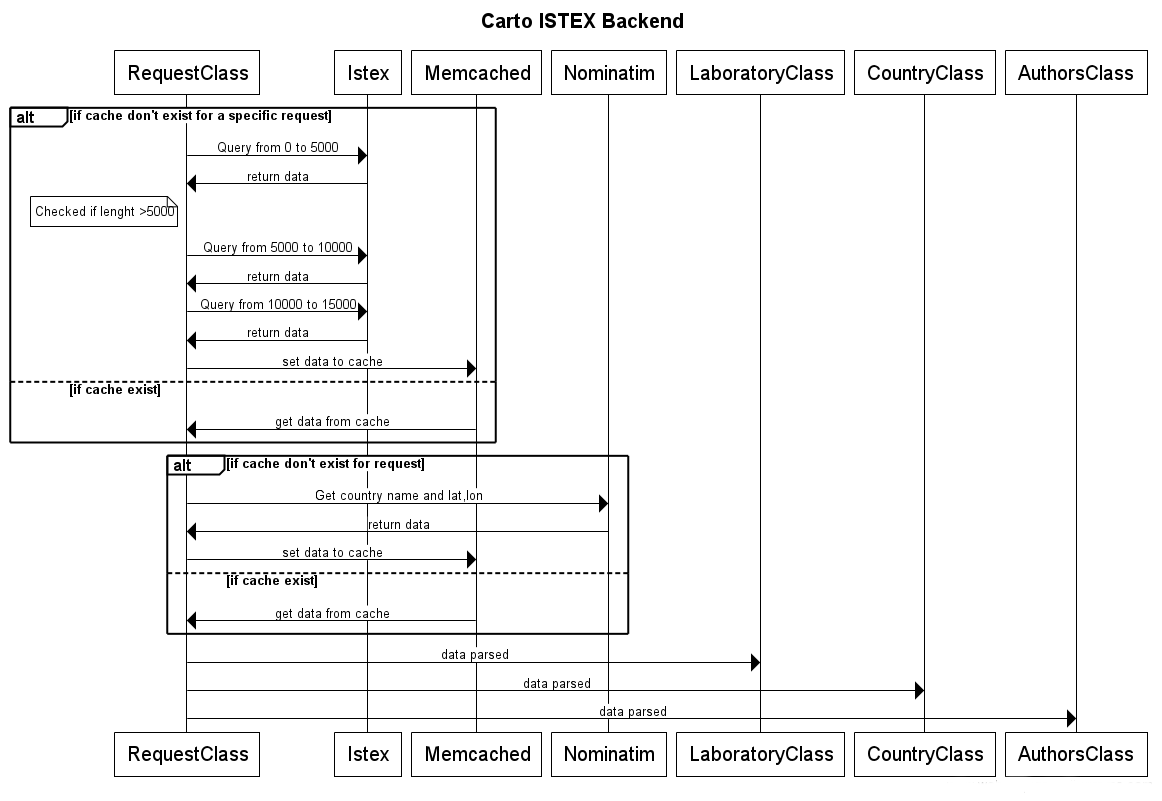 Carto ISTEX Backend
RequestClass Istex Memcached Nominatim LaboratoryClass CountryClass AuthorsClass
alt [if cache don't exist for a specific request]
Query from 0 to 5000
return data
Checked if lenght >5000
Query from 5000 to 10000
return data
Query from 10000 to 15000
return data
set data to cache
[if cache exist]
get data from cache
alt [if cache don't exist for request]
Get country name and lat,lon
return data
set data to cache
[if cache exist]
get data from cache
data parsed
data parsed
data parsed
RequestClass Istex Memcached Nominatim LaboratoryClass CountryClass AuthorsClass